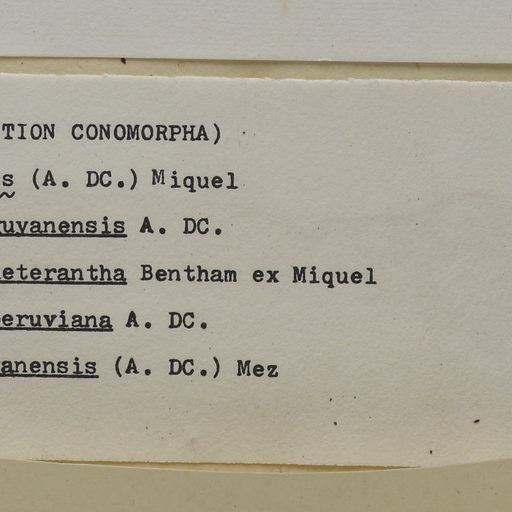 TION CONOMORPHA)
s (A. DC.) Miquel
uyanensis A. DC.
eterantha Bentham ex Miquel
eruviana A. DC.
anensis (A. DC.) Mez